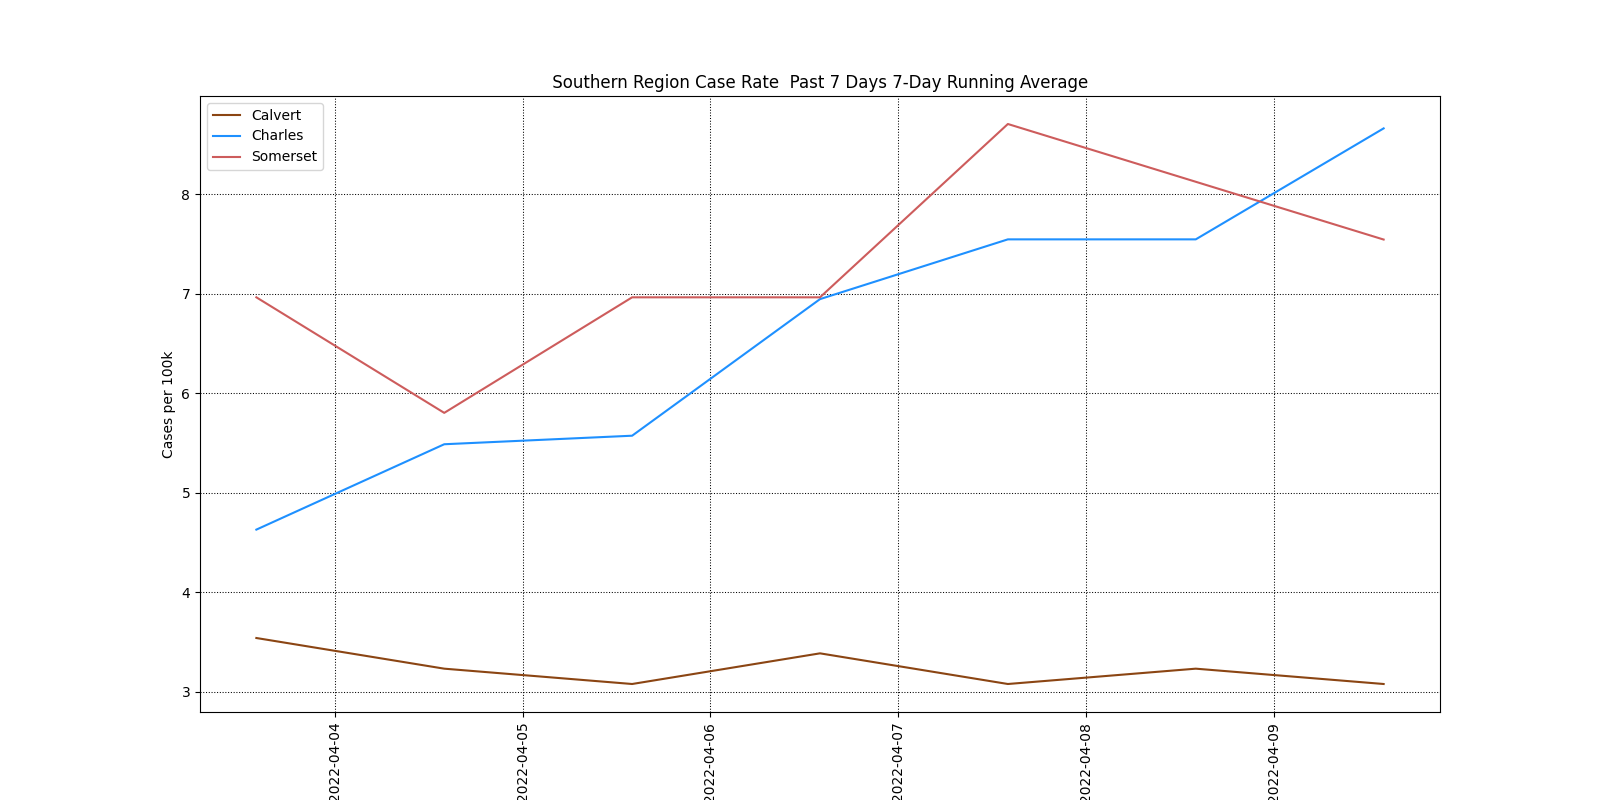 Southern Region Case Rate  Past 7 Days 7-Day Running Average
Calvert
Charles
Somerset
8
7
6
5
4
3
Cases per 100k
2022-04-04
2022-04-05
2022-04-06
2022-04-07
2022-04-08
2022-04-09